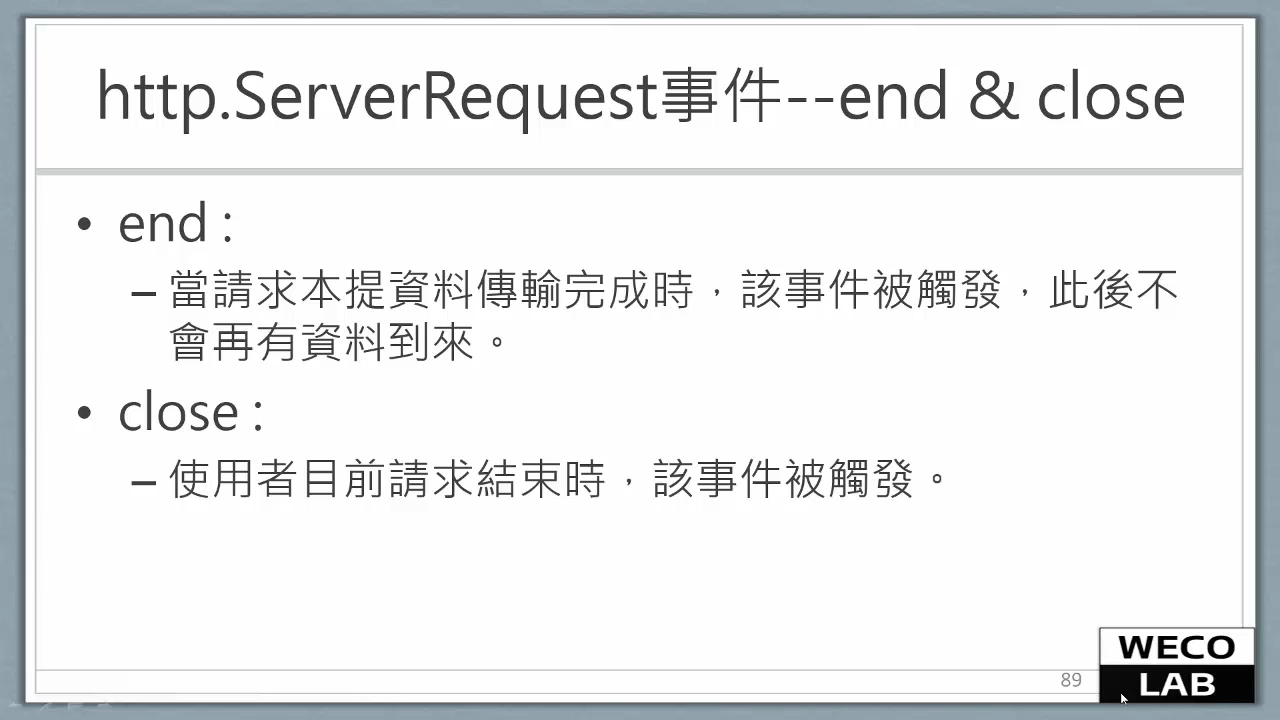 http.ServerRequest事件--end & close
• end :
– 當請求本提資料傳輸完成時，該事件被觸發，此後不
會再有資料到來。
• close :
– 使用者目前請求結束時，該事件被觸發。
89
WECO
LAB